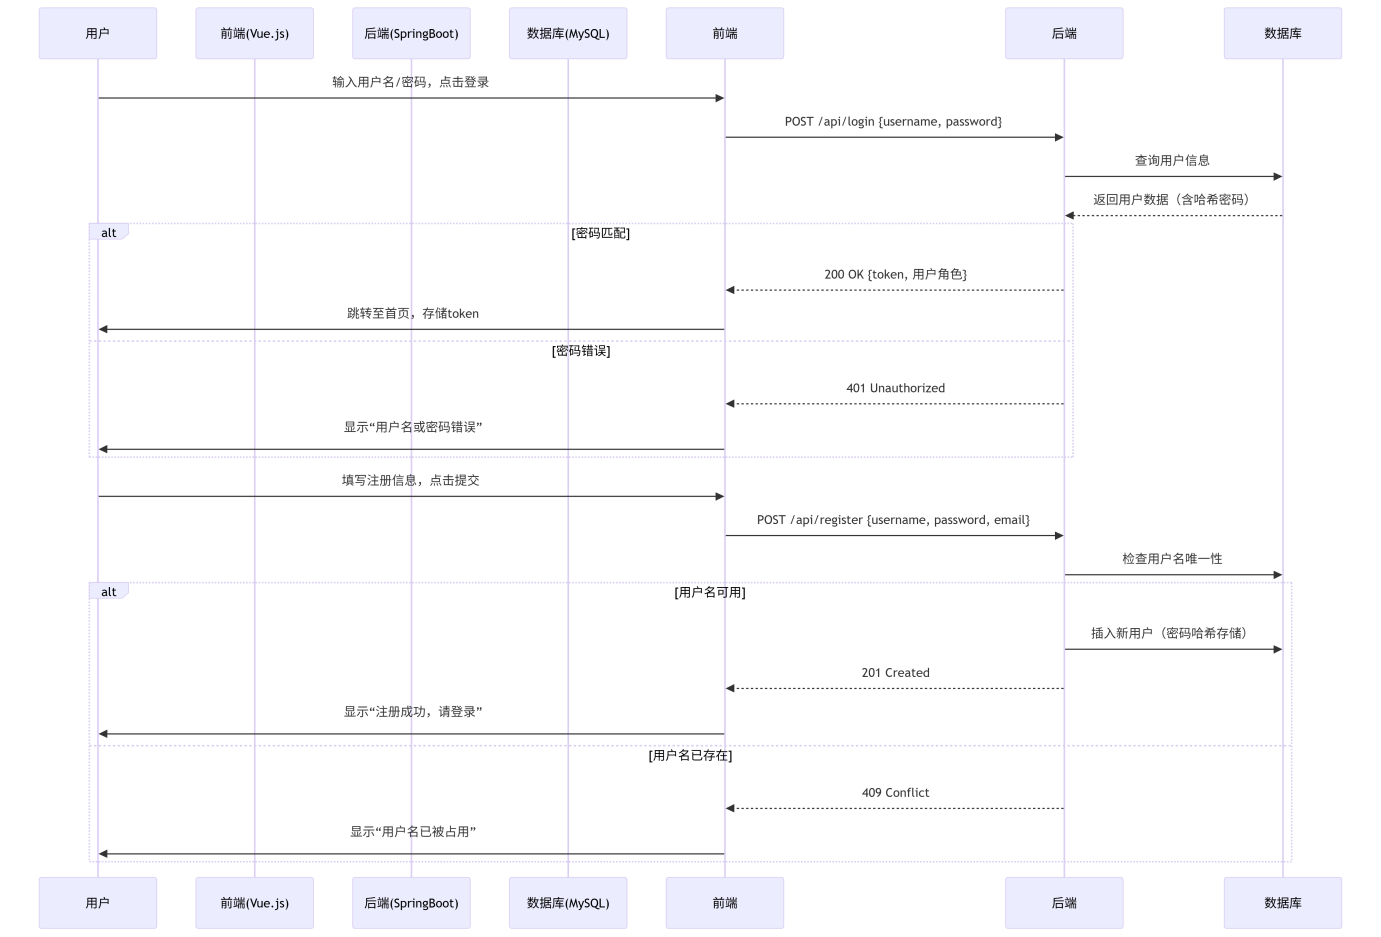 用户
前端(Vue.js)
后端(SpringBoot)
数据库(MySQL)
前端
后端
数据库
输入用户名/密码，点击登录
POST /api/login {username, password}
查询用户信息
返回用户数据（含哈希密码）
alt
[密码匹配]
200 OK {token, 用户角色}
跳转至首页，存储token
[密码错误]
401 Unauthorized
显示“用户名或密码错误”
填写注册信息，点击提交
POST /api/register {username, password, email}
检查用户名唯一性
alt
[用户名可用]
插入新用户（密码哈希存储）
201 Created
显示“注册成功，请登录”
[用户名已存在]
409 Conflict
显示“用户名已被占用”
用户
前端(Vue.js)
后端(SpringBoot)
数据库(MySQL)
前端
后端
数据库